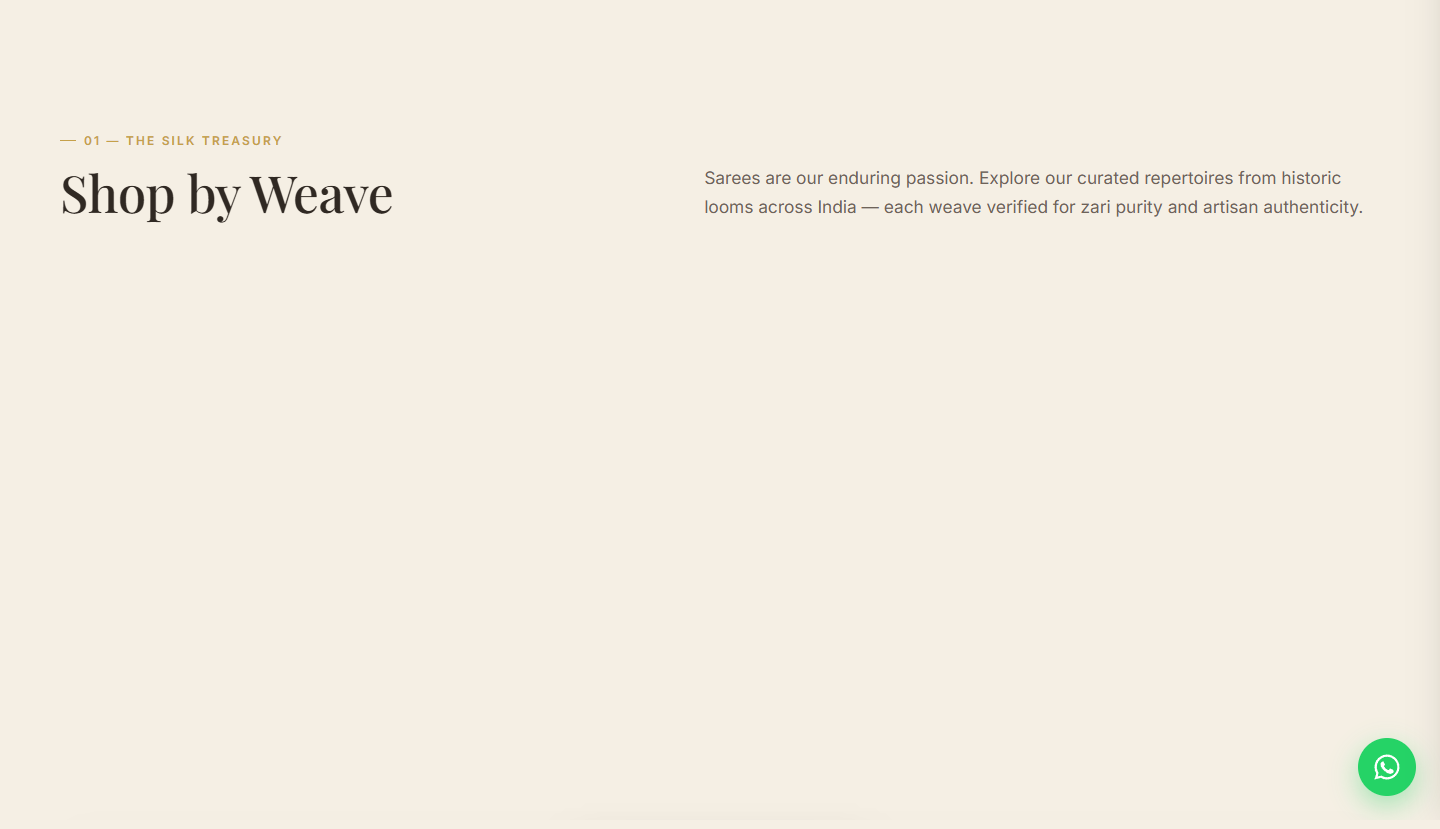 — 01 — THE SILK TREASURY
Shop by Weave
Sarees are our enduring passion. Explore our curated repertoires from historic
looms across India — each weave verified for zari purity and artisan authenticity.